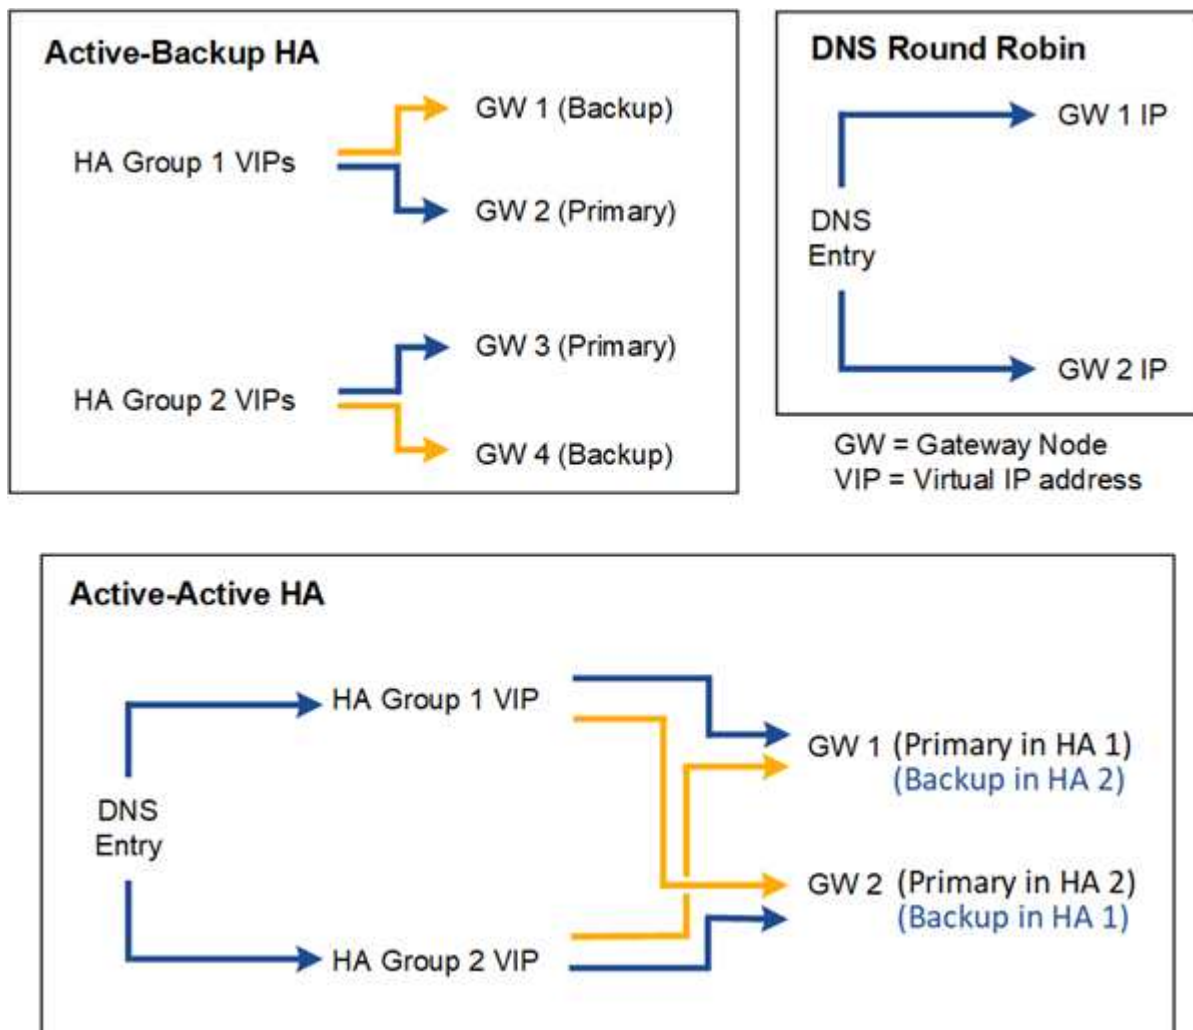 Active-Backup HA
HA Group 1 VIPs
GW 1 (Backup)
GW 2 (Primary)
HA Group 2 VIPs
GW 3 (Primary)
GW 4 (Backup)
DNS Round Robin
GW 1 IP
DNS
Entry
GW 2 IP
GW = Gateway Node
VIP = Virtual IP address
Active-Active HA
DNS
Entry
HA Group 1 VIP
HA Group 2 VIP
GW 1 (Primary in HA 1)
(Backup in HA 2)
GW 2 (Primary in HA 2)
(Backup in HA 1)